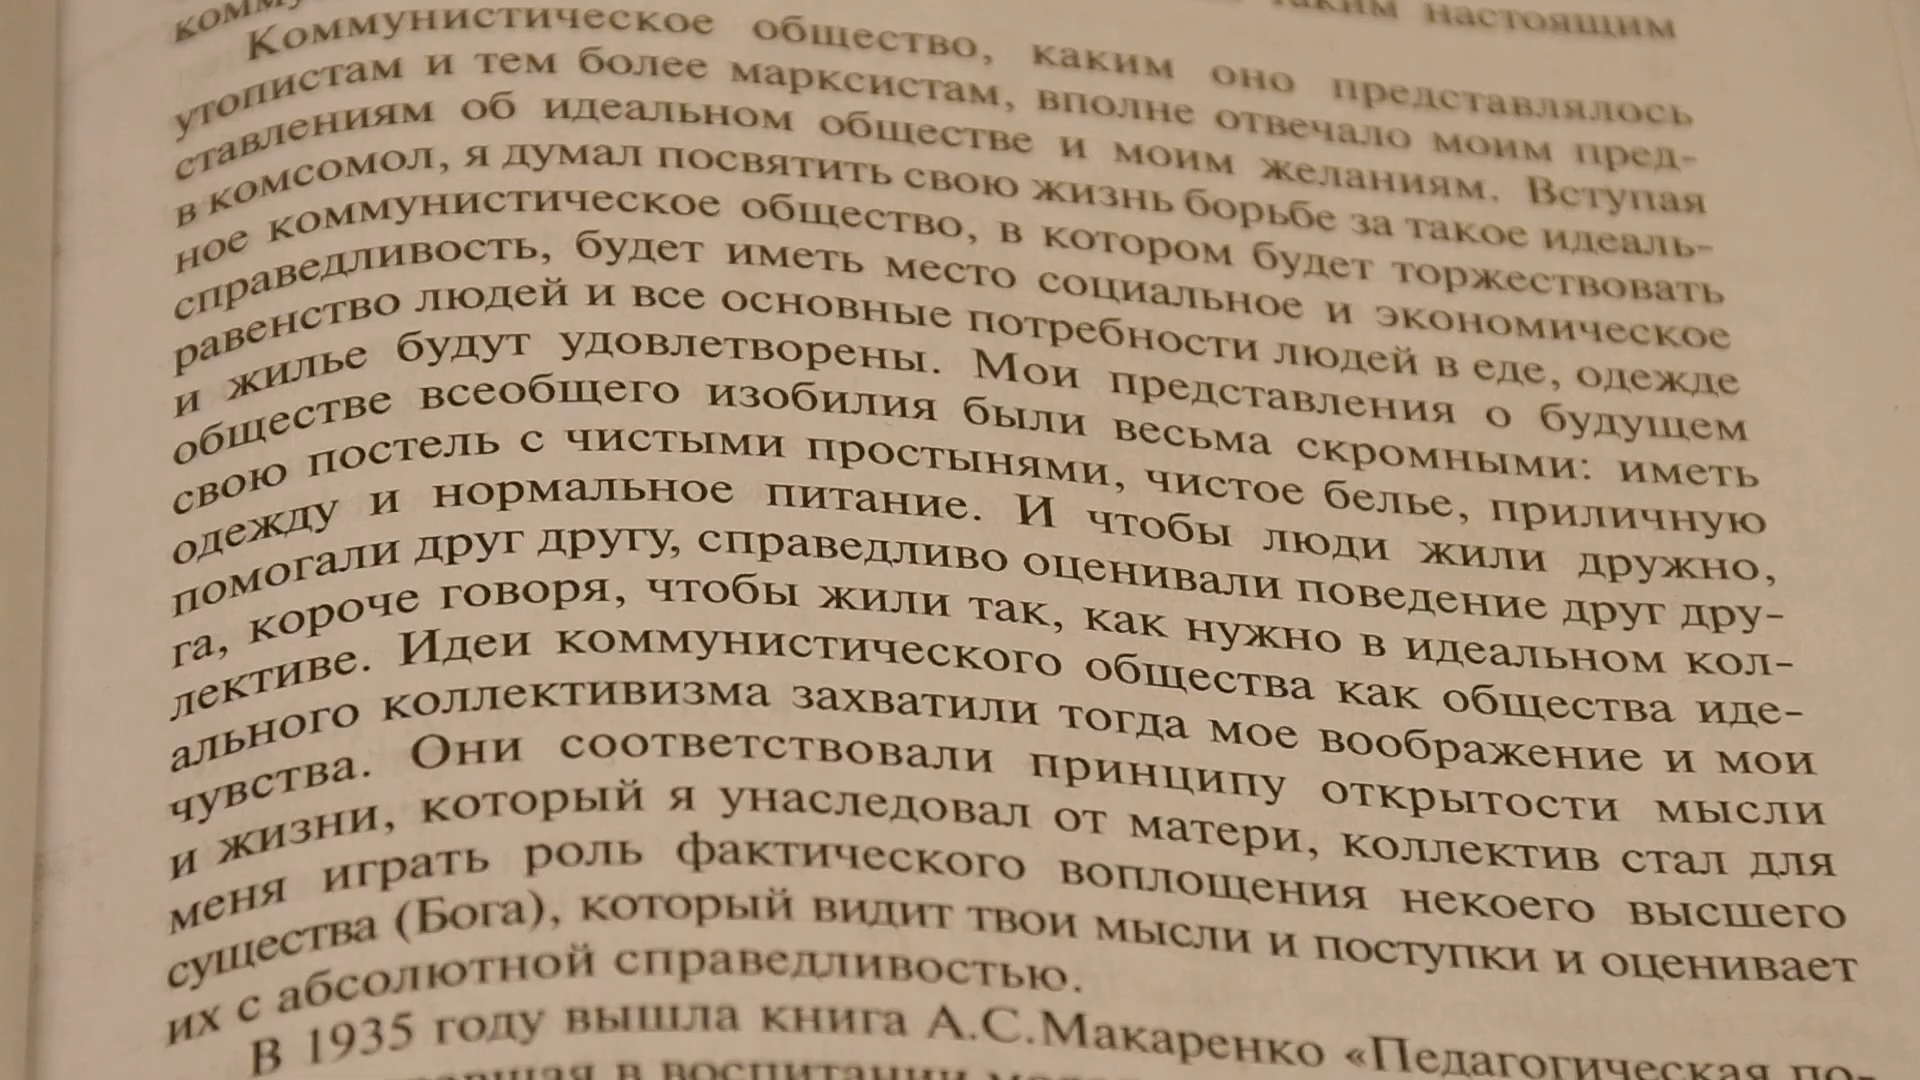 таким настоящим
Коммунистическое общество, каким оно представлялось
утопистам и тем более марксистам, вполне отвечало моим пред-
ставлениям об идеальном обществе и моим желаниям. Вступая
в комсомол, я думал посвятить свою жизнь борьбе за такое идеаль-
ное коммунистическое общество, в котором будет торжествовать
справедливость, будет иметь место социальное и экономическое
равенство людей и все основные потребности людей в еде, одежде
и жилье будут удовлетворены. Мои представления о будущем
обществе всеобщего изобилия были весьма скромными: иметь
свою постель с чистыми простынями, чистое белье, приличную
одежду и нормальное питание. И чтобы люди жили дружно,
помогали друг другу, справедливо оценивали поведение друг дру-
га, короче говоря, чтобы жили так, как нужно в идеальном кол-
лективе. Идеи коммунистического общества как общества иде-
ального коллективизма захватили тогда мое воображение и мои
чувства. Они соответствовали принципу открытости мысли
и жизни, который я унаследовал от матери, коллектив стал для
меня играть роль фактического воплощения некоего высшего
существа (Бога), который видит твои мысли и поступки и оценивает
их с абсолютной справедливостью.
В 1935 году вышла книга А.С.Макаренко «Педагогическая по-
в воспитании